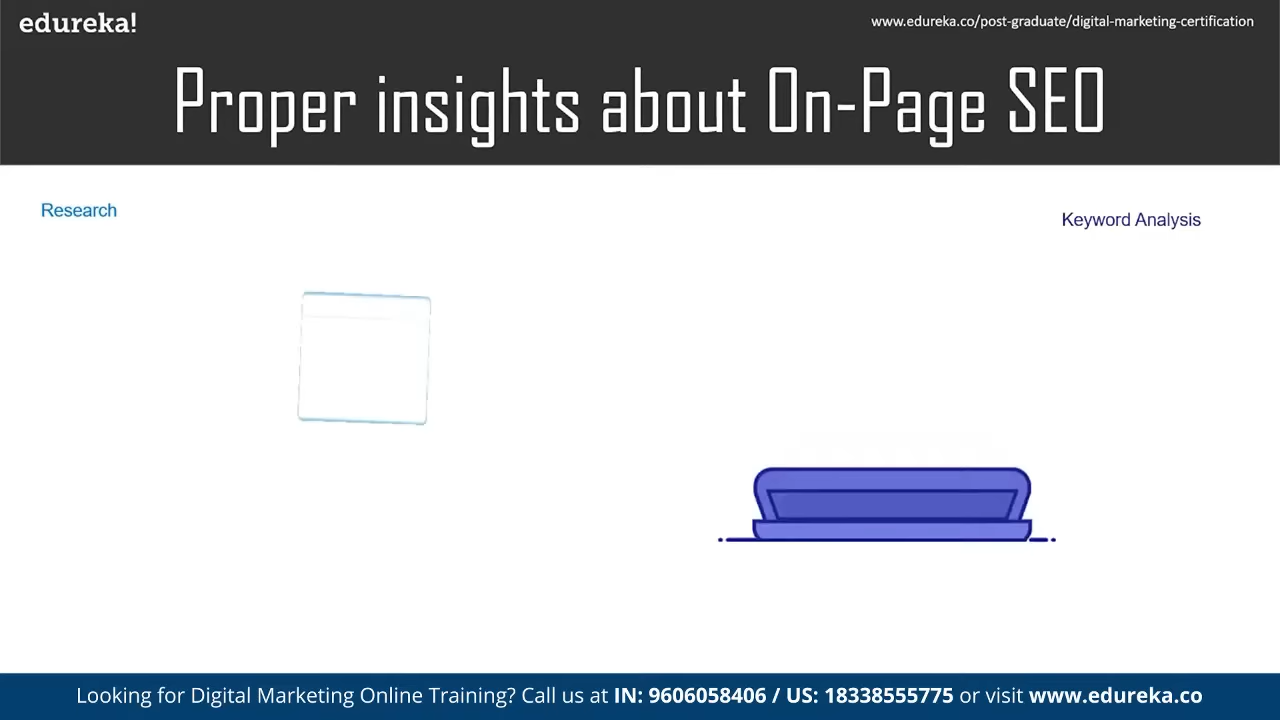 edureka!
www.edureka.co/post-graduate/digital-marketing-certification
Proper insights about On-Page SEO
Research
Keyword Analysis
Looking for Digital Marketing Online Training? Call us at IN: 9606058406 / US: 18338555775 or visit www.edureka.co